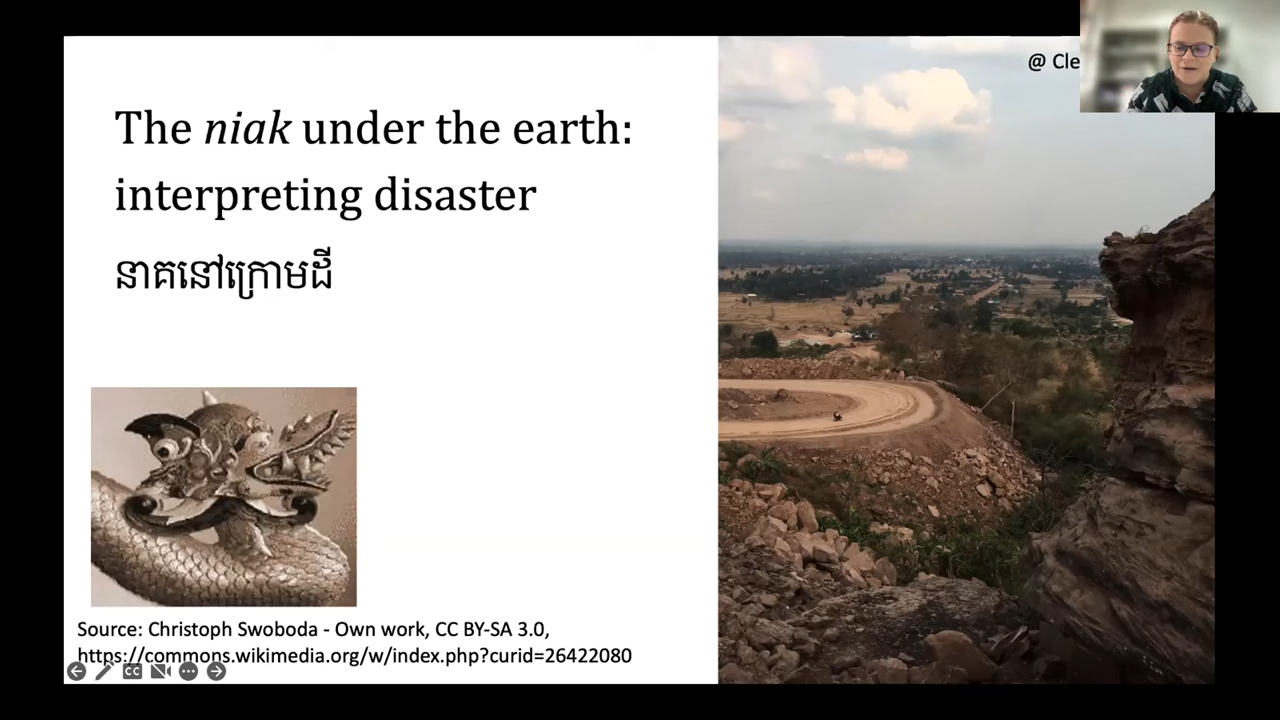 The niak under the earth:
interpreting disaster
នាគនៅក្រោមដី
@ Cle
Source: Christoph Swoboda - Own work, CC BY-SA 3.0,
https://commons.wikimedia.org/w/index.php?curid=26422080
CC